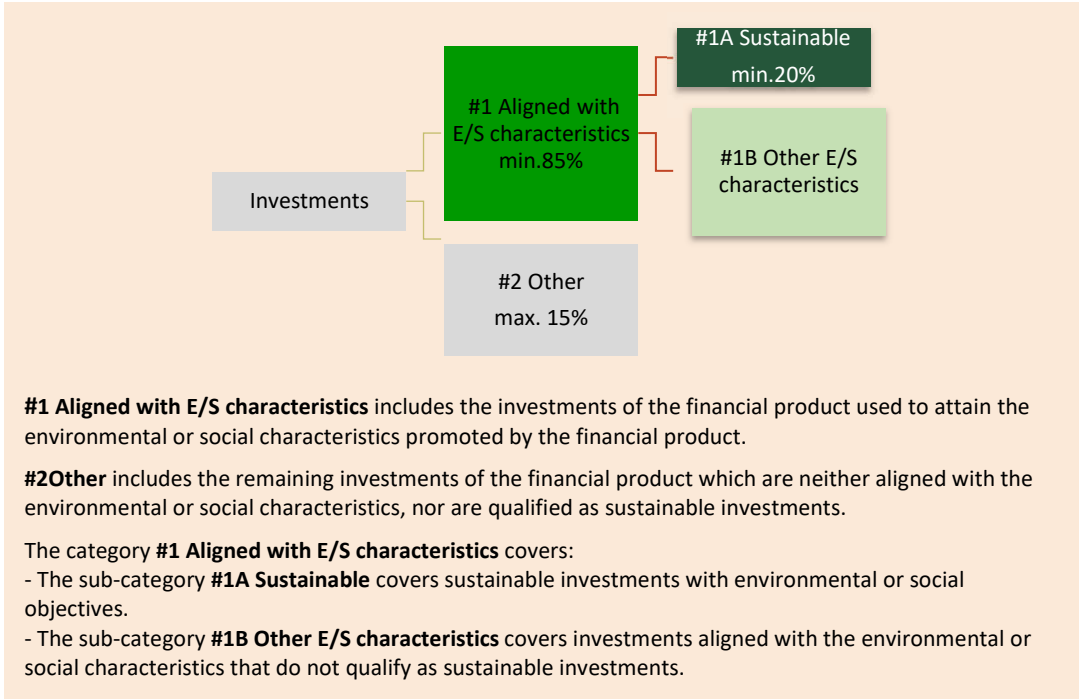 #1A Sustainable
min.20%
#1 Aligned with
E/S characteristics
min.85%
#1B Other E/S
characteristics
Investments
#2 Other
max. 15%
#1 Aligned with E/S characteristics includes the investments of the financial product used to attain the
environmental or social characteristics promoted by the financial product.
#2Other includes the remaining investments of the financial product which are neither aligned with the
environmental or social characteristics, nor are qualified as sustainable investments.
The category #1 Aligned with E/S characteristics covers:
- The sub-category #1A Sustainable covers sustainable investments with environmental or social
objectives.
- The sub-category #1B Other E/S characteristics covers investments aligned with the environmental or
social characteristics that do not qualify as sustainable investments.